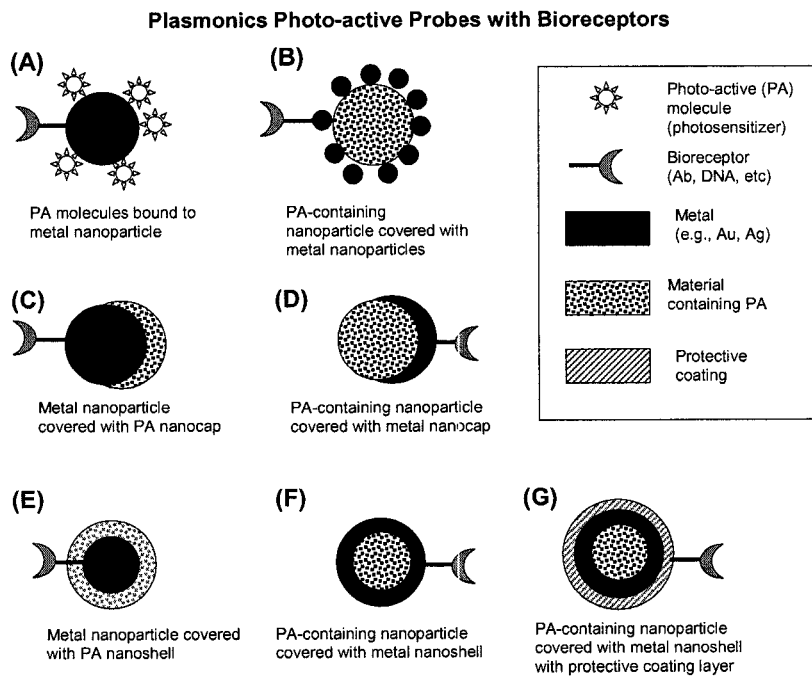 Plasmonics Photo-active Probes with Bioreceptors
(A)
PA molecules bound to
metal nanoparticle
(B)
PA-containing
nanoparticle covered with
metal nanoparticles
Photo-active (PA)
molecule
(photosensitizer)
Bioreceptor
(Ab, DNA, etc)
Metal
(e.g., Au, Ag)
Material
containing PA
Protective
coating
(C)
Metal nanoparticle
covered with PA nanocap
(D)
PA-containing nanoparticle
covered with metal nanocap
(E)
Metal nanoparticle covered
with PA nanoshell
(F)
PA-containing nanoparticle
covered with metal nanoshell
(G)
PA-containing nanoparticle
covered with metal nanoshell
with protective coating layer